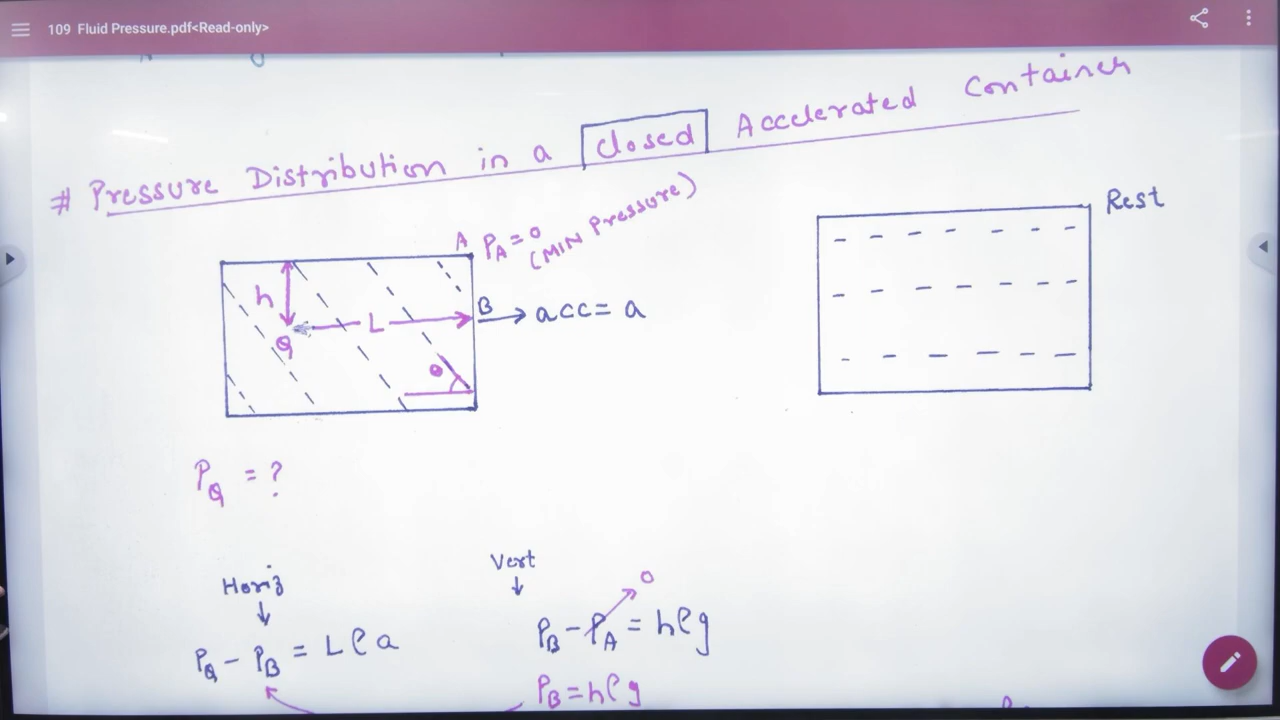 109 Fluid Pressure.pdf<Read-only>
# Pressure Distribution in a closed Accelerated Container
Rest
A P_A = 0
(MIN Pressure)
h
L
B → acc = a
Q
θ
P_Q = ?
Horiz
↓
Vert
↓
0
P_Q - P_B = Lρa
P_B - P_A = hρg
P_B = hρg